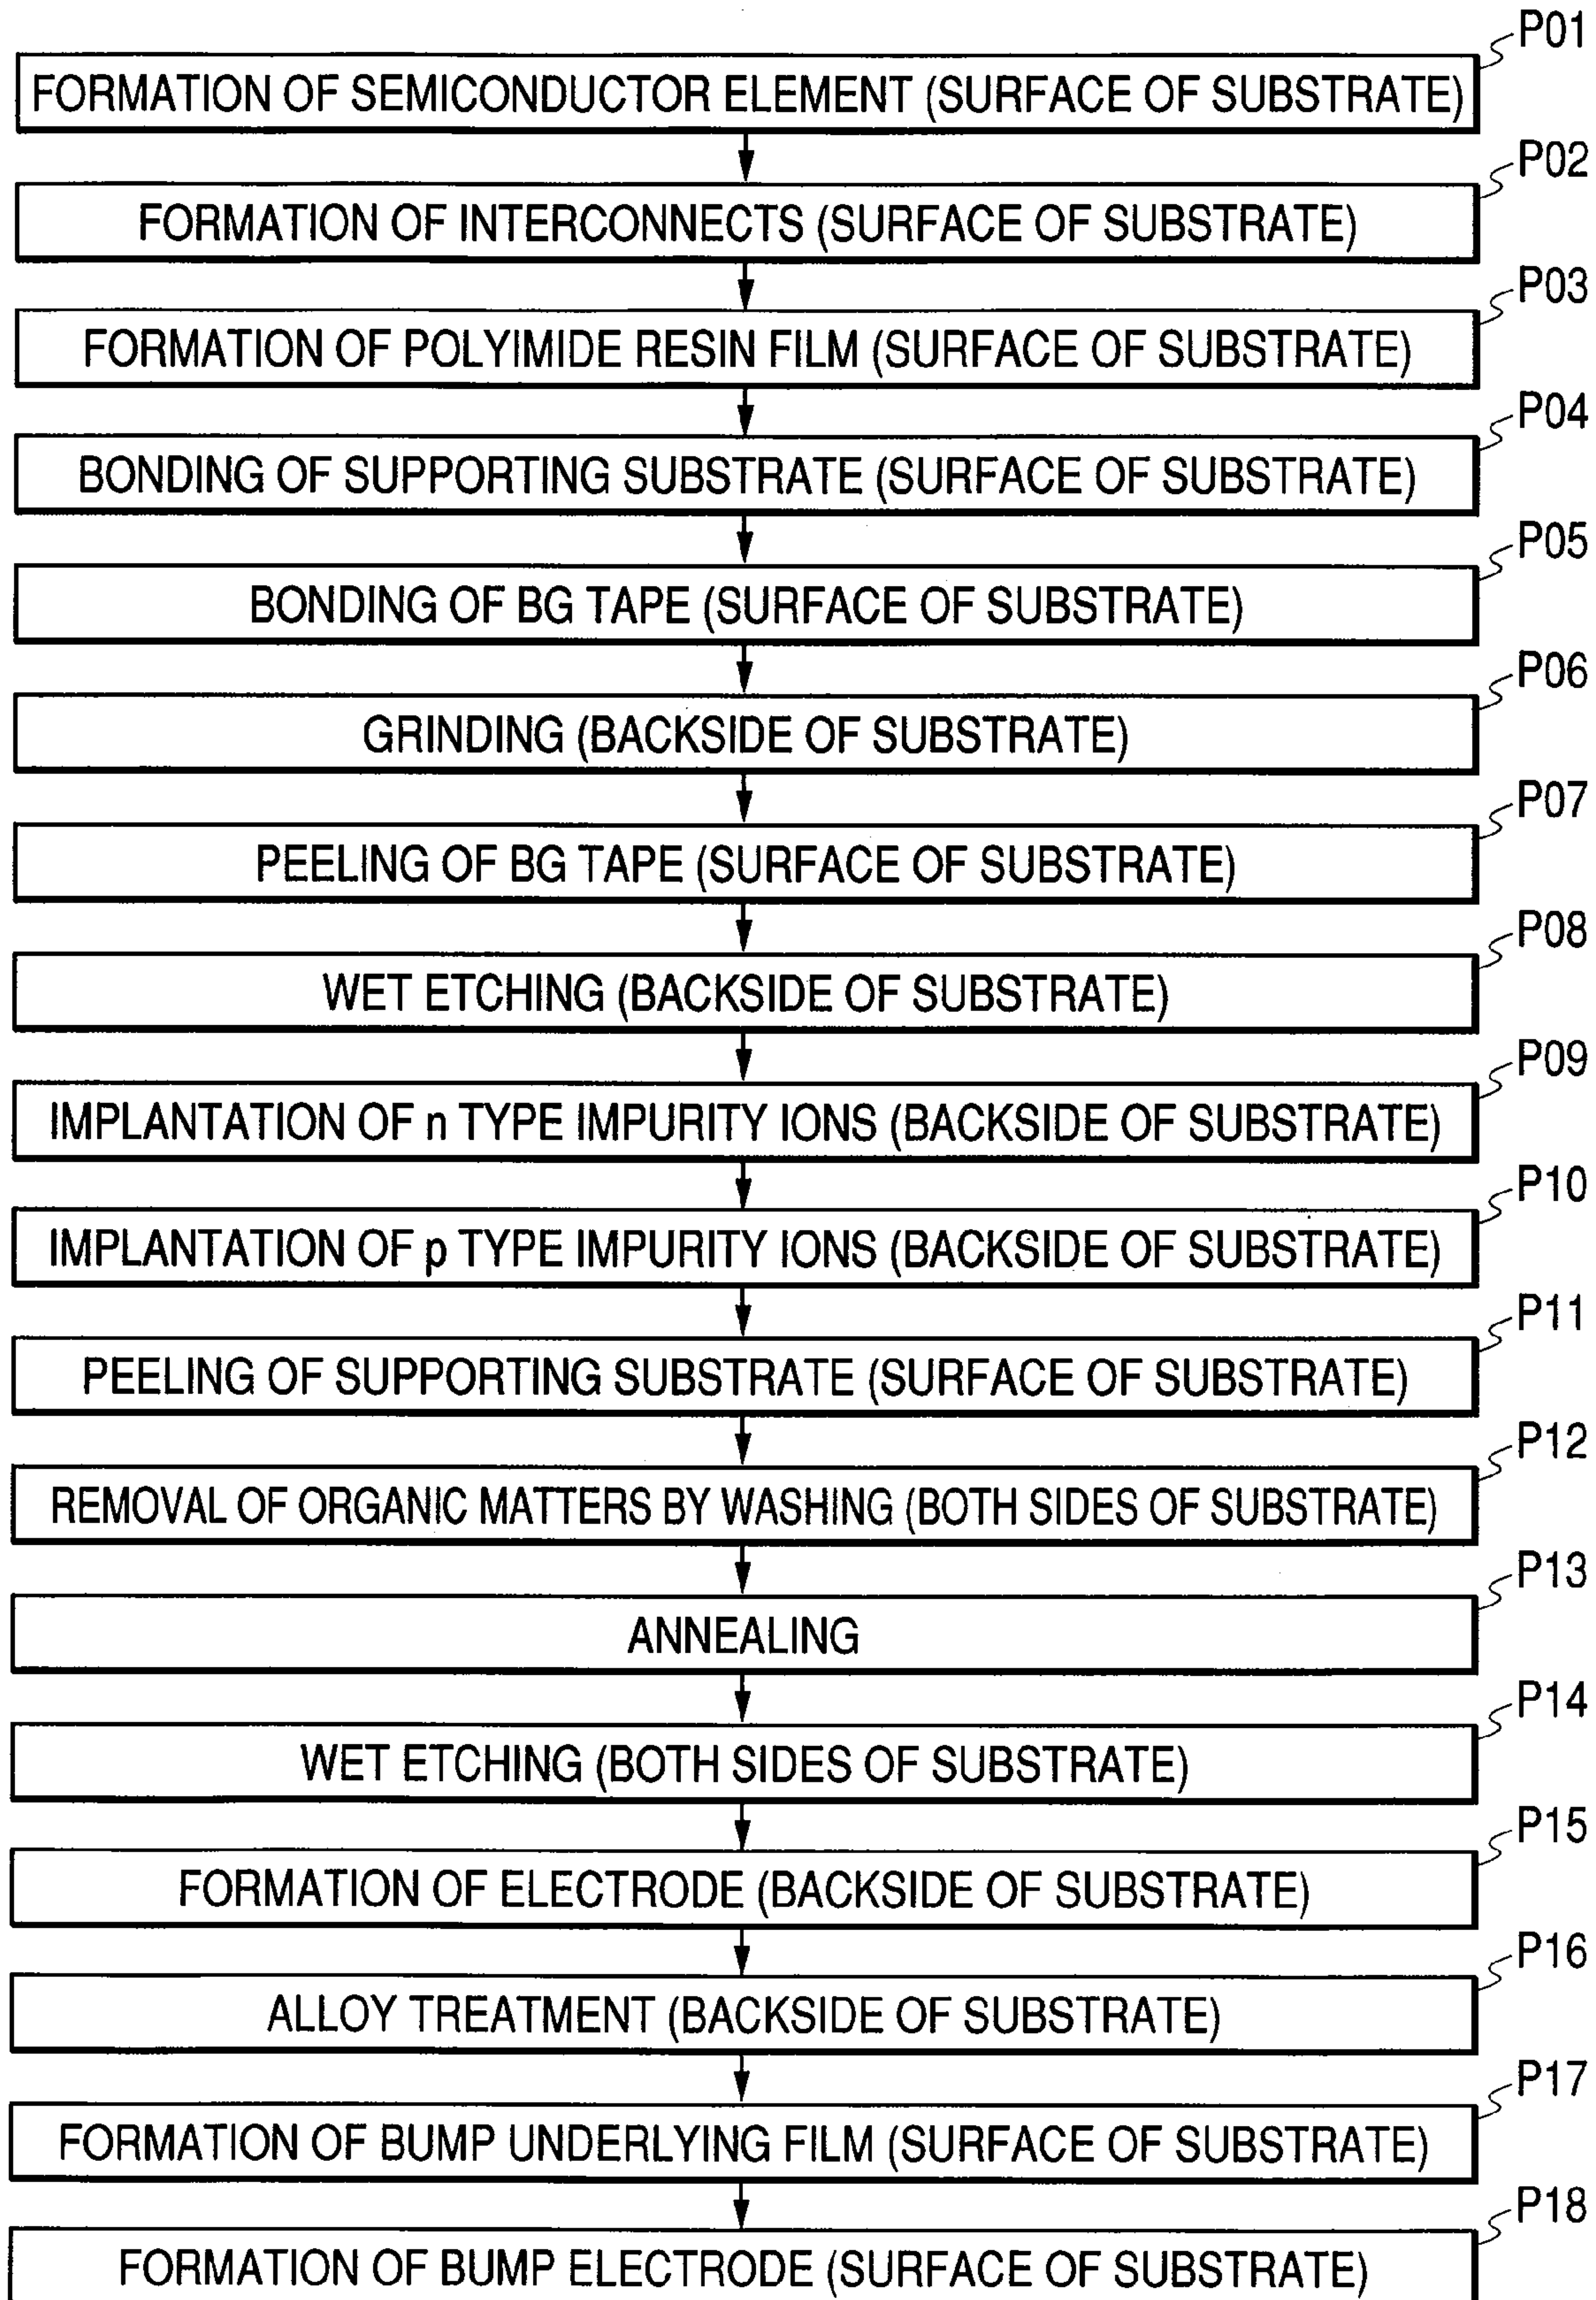 P01
FORMATION OF SEMICONDUCTOR ELEMENT (SURFACE OF SUBSTRATE)
P02
FORMATION OF INTERCONNECTS (SURFACE OF SUBSTRATE)
P03
FORMATION OF POLYIMIDE RESIN FILM (SURFACE OF SUBSTRATE)
P04
BONDING OF SUPPORTING SUBSTRATE (SURFACE OF SUBSTRATE)
P05
BONDING OF BG TAPE (SURFACE OF SUBSTRATE)
P06
GRINDING (BACKSIDE OF SUBSTRATE)
P07
PEELING OF BG TAPE (SURFACE OF SUBSTRATE)
P08
WET ETCHING (BACKSIDE OF SUBSTRATE)
P09
IMPLANTATION OF n TYPE IMPURITY IONS (BACKSIDE OF SUBSTRATE)
P10
IMPLANTATION OF p TYPE IMPURITY IONS (BACKSIDE OF SUBSTRATE)
P11
PEELING OF SUPPORTING SUBSTRATE (SURFACE OF SUBSTRATE)
P12
REMOVAL OF ORGANIC MATTERS BY WASHING (BOTH SIDES OF SUBSTRATE)
P13
ANNEALING
P14
WET ETCHING (BOTH SIDES OF SUBSTRATE)
P15
FORMATION OF ELECTRODE (BACKSIDE OF SUBSTRATE)
P16
ALLOY TREATMENT (BACKSIDE OF SUBSTRATE)
P17
FORMATION OF BUMP UNDERLYING FILM (SURFACE OF SUBSTRATE)
P18
FORMATION OF BUMP ELECTRODE (SURFACE OF SUBSTRATE)